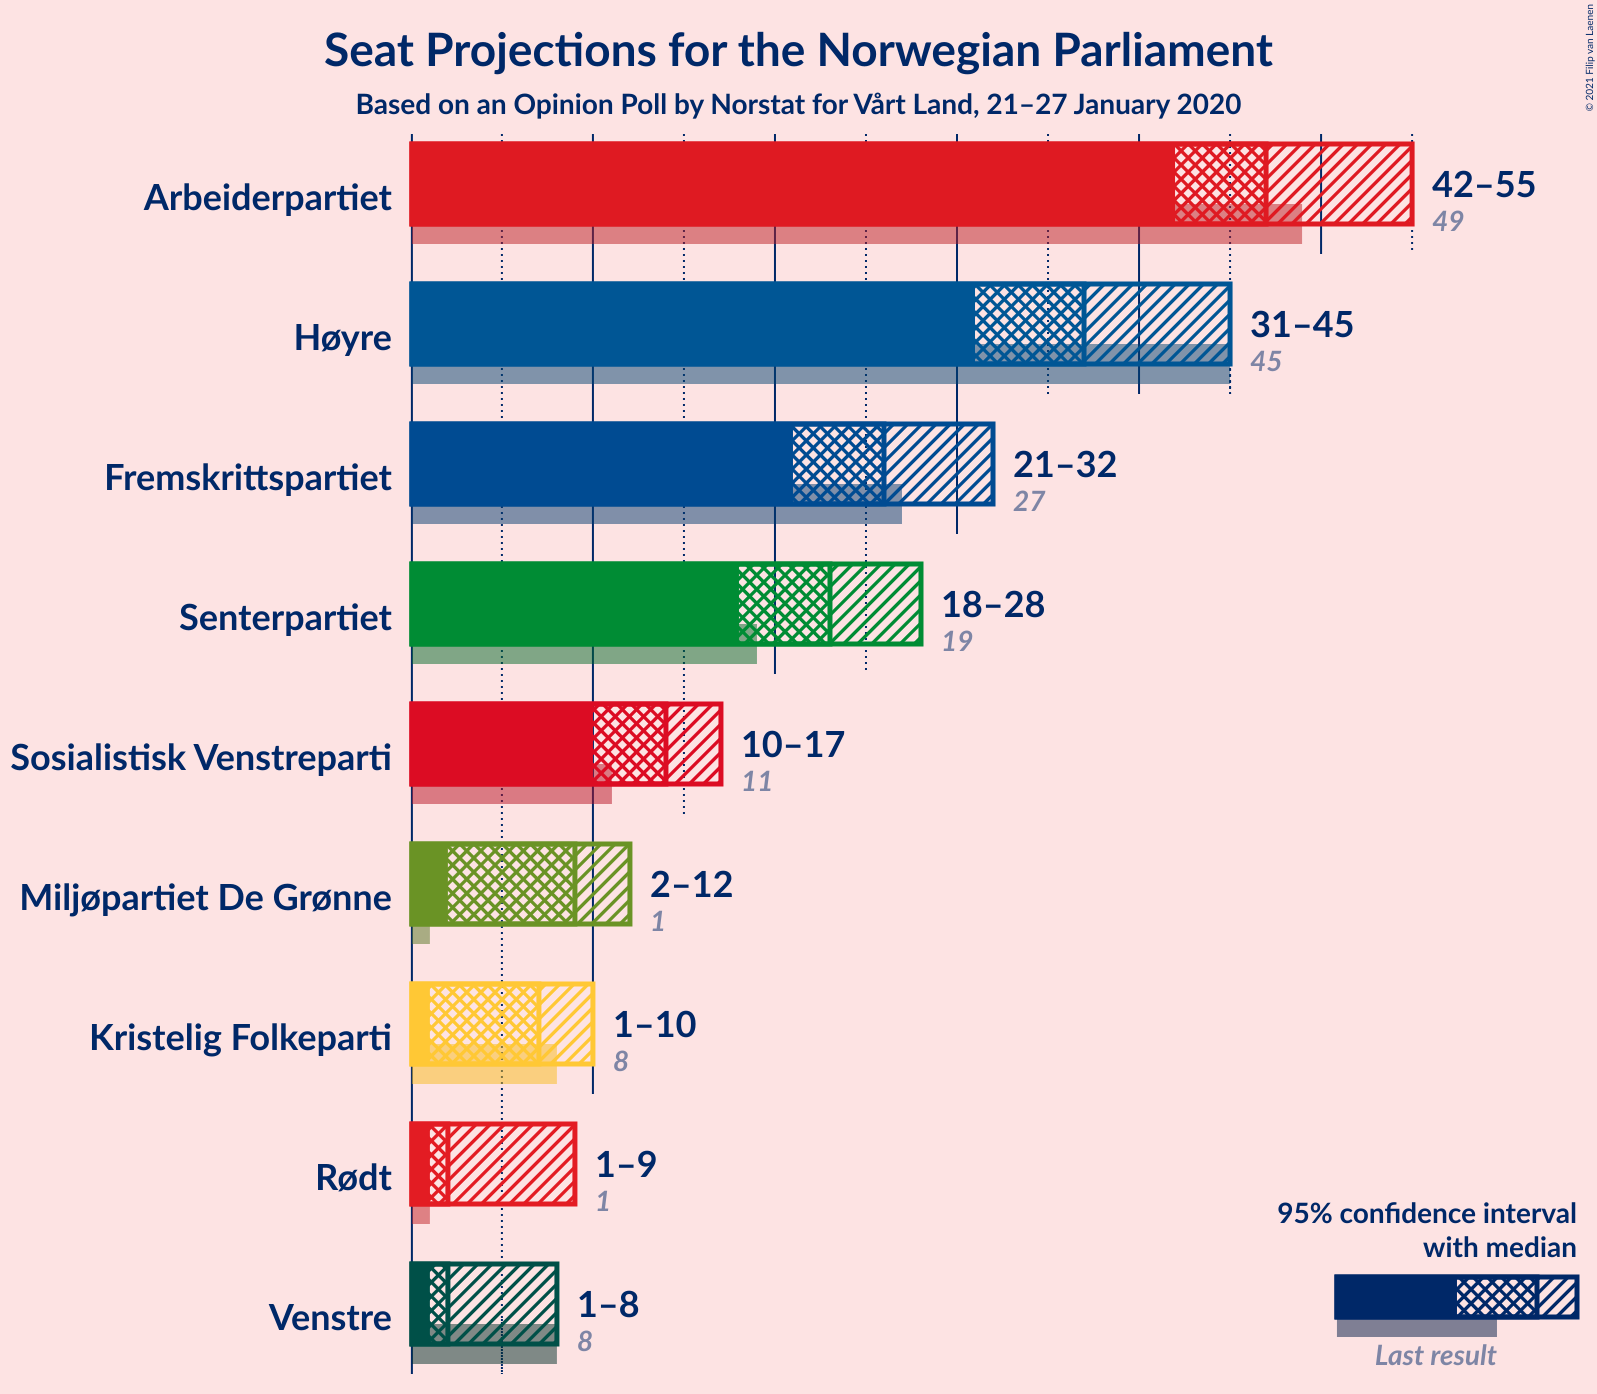 Seat Projections for the Norwegian Parliament
Based on an Opinion Poll by Norstat for Vårt Land, 21–27 January 2020
© 2021 Filip van Laenen
Arbeiderpartiet
42–55
49
Høyre
31–45
45
Fremskrittspartiet
21–32
27
Senterpartiet
18–28
19
Sosialistisk Venstreparti
10–17
11
Miljøpartiet De Grønne
2–12
1
Kristelig Folkeparti
1–10
8
Rødt
1–9
1
Venstre
1–8
8
95% confidence interval
with median
Last result